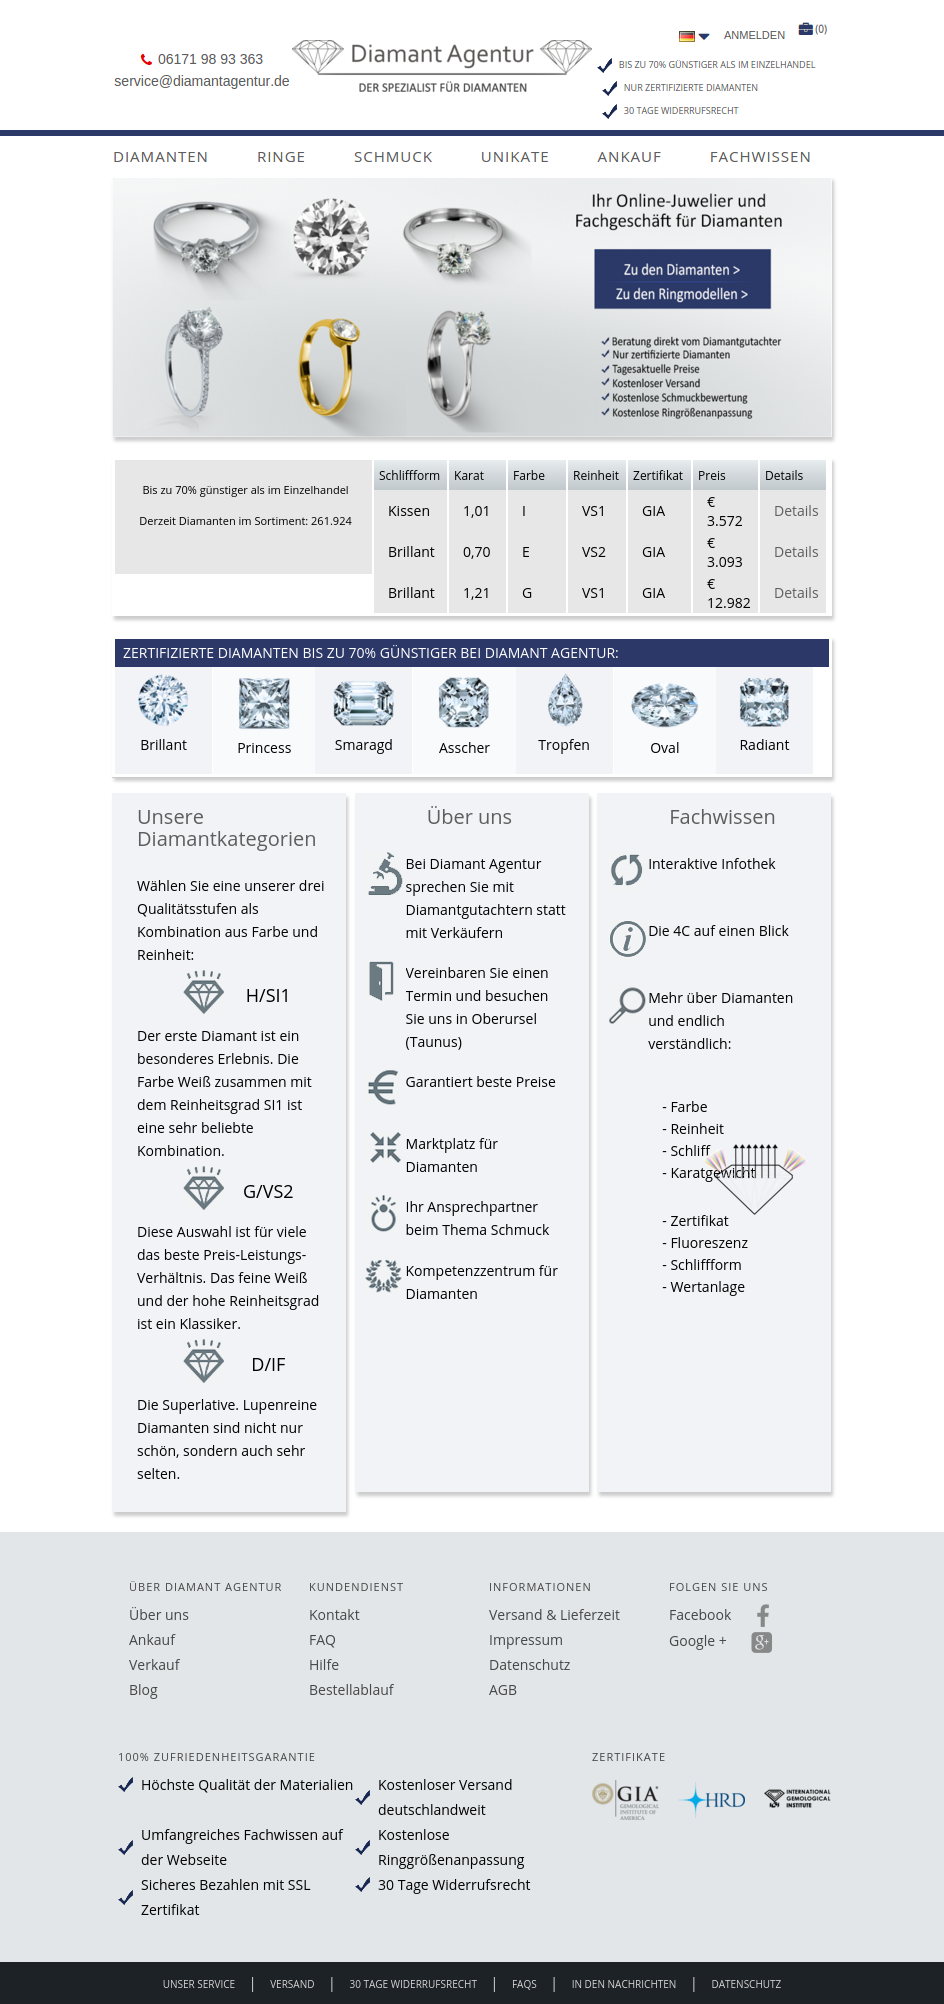 ANMELDEN (0)
06171 98 93 363
service@diamantagentur.de
Diamant Agentur
DER SPEZIALIST FÜR DIAMANTEN
BIS ZU 70% GÜNSTIGER ALS IM EINZELHANDEL
NUR ZERTIFIZIERTE DIAMANTEN
30 TAGE WIDERRUFSRECHT
DIAMANTEN RINGE SCHMUCK UNIKATE ANKAUF FACHWISSEN
Ihr Online-Juwelier und
Fachgeschäft für Diamanten
Zu den Diamanten >
Zu den Ringmodellen >
Beratung direkt vom Diamantgutachter
Nur zertifizierte Diamanten
Tagesaktuelle Preise
Kostenloser Versand
Kostenlose Schmuckbewertung
Kostenlose Ringrößenanpassung
Bis zu 70% günstiger als im Einzelhandel
Derzeit Diamanten im Sortiment: 261.924
Schliffform Karat Farbe Reinheit Zertifikat Preis Details
Kissen 1,01 I VS1 GIA € 3.572 Details
Brillant 0,70 E VS2 GIA € 3.093 Details
Brillant 1,21 G VS1 GIA € 12.982 Details
ZERTIFIZIERTE DIAMANTEN BIS ZU 70% GÜNSTIGER BEI DIAMANT AGENTUR:
Brillant Princess Smaragd Asscher Tropfen Oval Radiant
Unsere
Diamantkategorien
Wählen Sie eine unserer drei
Qualitätsstufen als
Kombination aus Farbe und
Reinheit:
H/SI1
Der erste Diamant ist ein
besonderes Erlebnis. Die
Farbe Weiß zusammen mit
dem Reinheitsgrad SI1 ist
eine sehr beliebte
Kombination.
G/VS2
Diese Auswahl ist für viele
das beste Preis-Leistungs-
Verhältnis. Das feine Weiß
und der hohe Reinheitsgrad
ist ein Klassiker.
D/IF
Die Superlative. Lupenreine
Diamanten sind nicht nur
schön, sondern auch sehr
selten.
Über uns
Bei Diamant Agentur
sprechen Sie mit
Diamantgutachtern statt
mit Verkäufern
Vereinbaren Sie einen
Termin und besuchen
Sie uns in Oberursel
(Taunus)
Garantiert beste Preise
Marktplatz für
Diamanten
Ihr Ansprechpartner
beim Thema Schmuck
Kompetenzzentrum für
Diamanten
Fachwissen
Interaktive Infothek
Die 4C auf einen Blick
Mehr über Diamanten
und endlich
verständlich:
- Farbe
- Reinheit
- Schliff
- Karatgewicht
- Zertifikat
- Fluoreszenz
- Schliffform
- Wertanlage
ÜBER DIAMANT AGENTUR
Über uns
Ankauf
Verkauf
Blog
KUNDENDIENST
Kontakt
FAQ
Hilfe
Bestellablauf
INFORMATIONEN
Versand & Lieferzeit
Impressum
Datenschutz
AGB
FOLGEN SIE UNS
Facebook
Google +
100% ZUFRIEDENHEITSGARANTIE
Höchste Qualität der Materialien
Umfangreiches Fachwissen auf
der Webseite
Sicheres Bezahlen mit SSL
Zertifikat
Kostenloser Versand
deutschlandweit
Kostenlose
Ringgrößenanpassung
30 Tage Widerrufsrecht
ZERTIFIKATE
GIA
GEMOLOGICAL
INSTITUTE OF
AMERICA
HRD
INTERNATIONAL
GEMOLOGICAL
INSTITUTE
UNSER SERVICE | VERSAND | 30 TAGE WIDERRUFSRECHT | FAQS | IN DEN NACHRICHTEN | DATENSCHUTZ